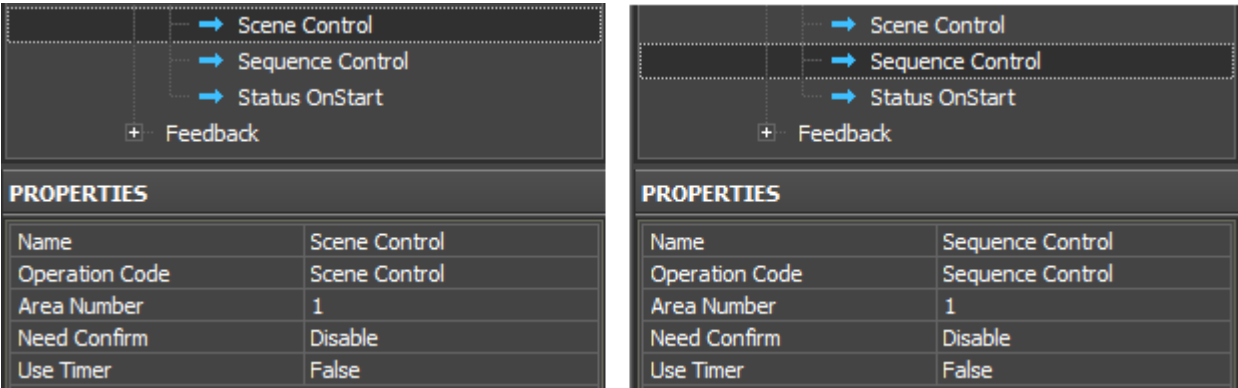 Scene Control
Sequence Control
Status OnStart
Feedback
PROPERTIES
Name Scene Control
Operation Code Scene Control
Area Number 1
Need Confirm Disable
Use Timer False
Scene Control
Sequence Control
Status OnStart
Feedback
PROPERTIES
Name Sequence Control
Operation Code Sequence Control
Area Number 1
Need Confirm Disable
Use Timer False